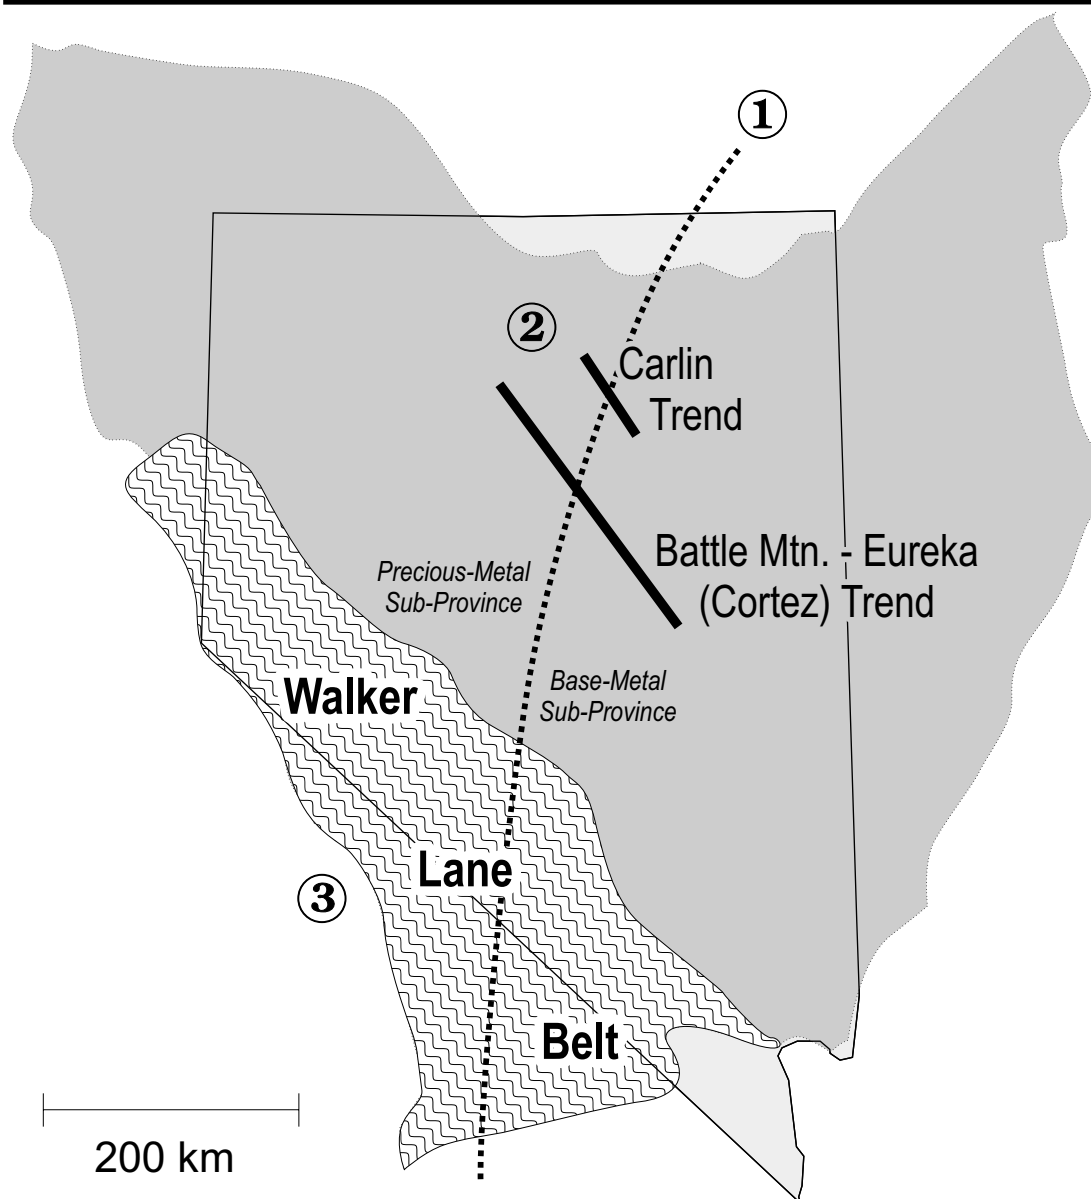 ①
②
Carlin
Trend
Battle Mtn. - Eureka
(Cortez) Trend
Precious-Metal
Sub-Province
Base-Metal
Sub-Province
Walker
Lane
③
Belt
200 km